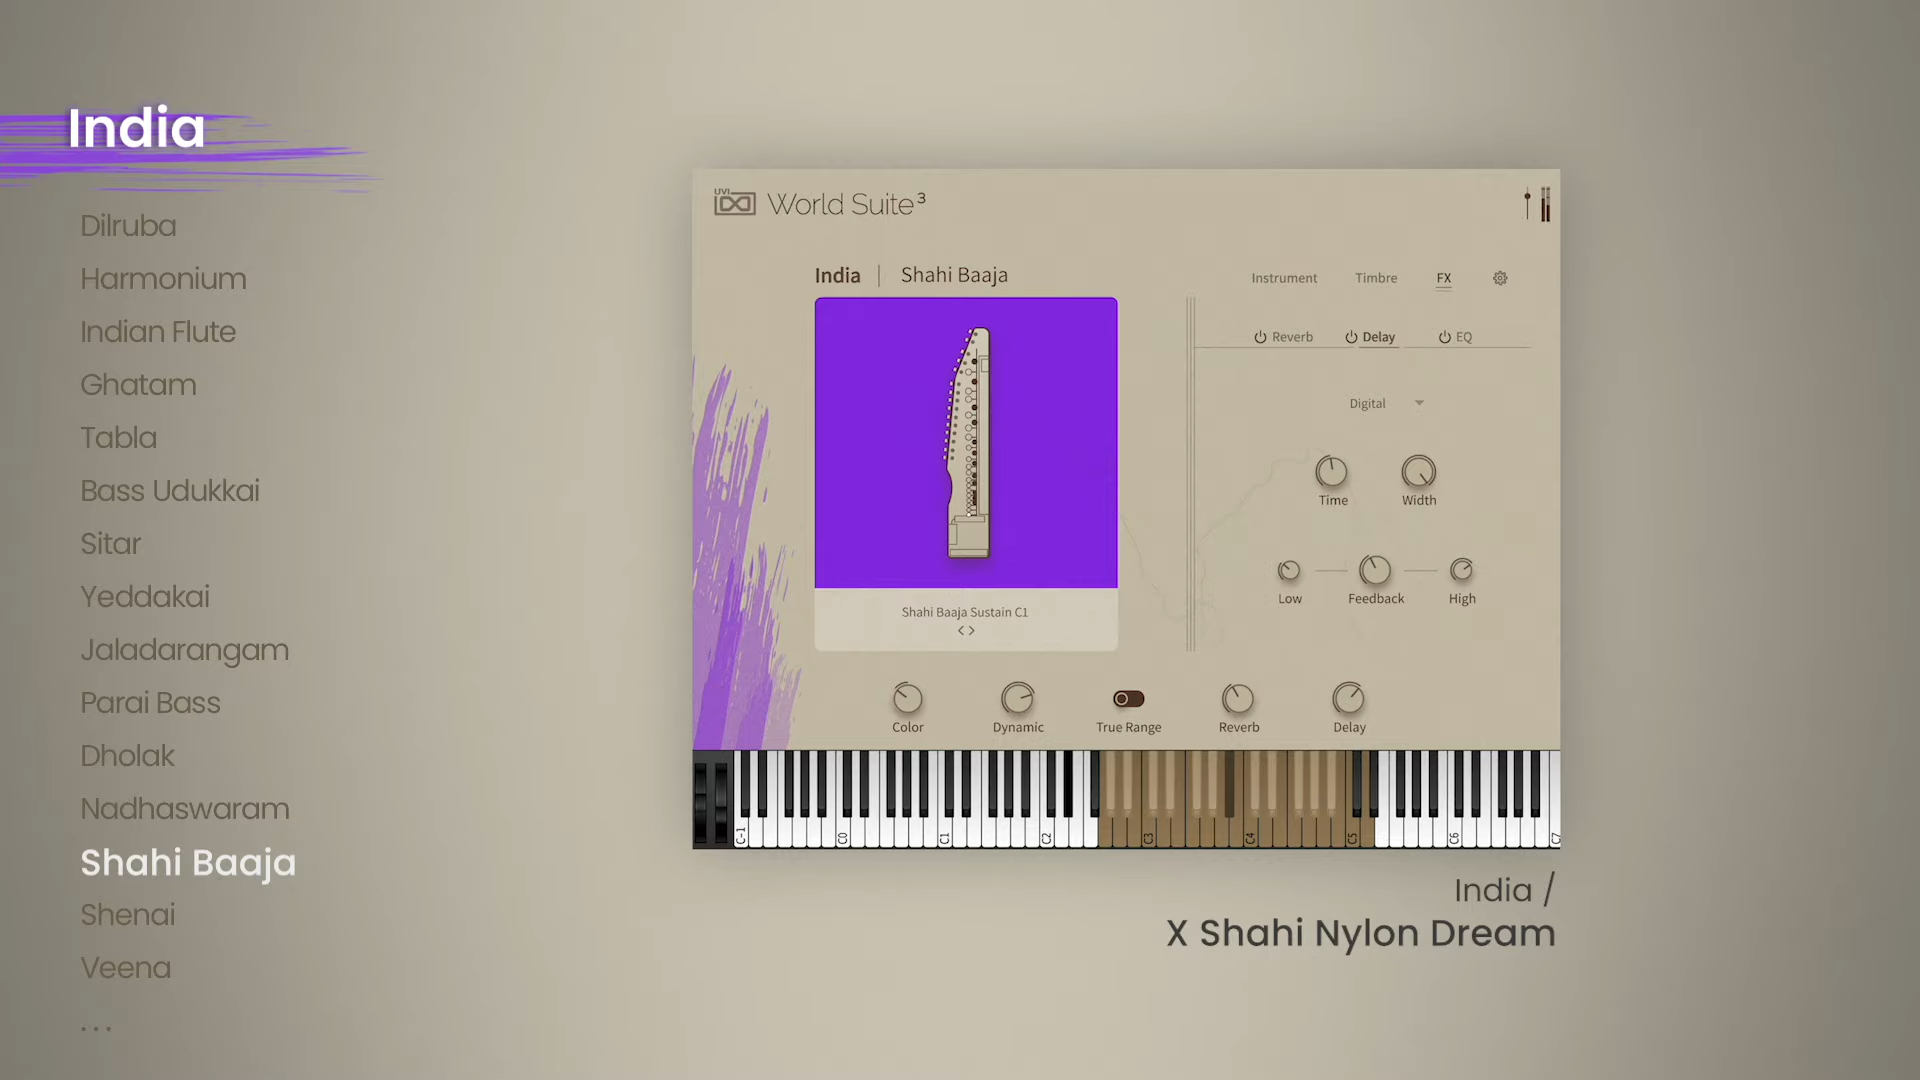 India
Dilruba
Harmonium
Indian Flute
Ghatam
Tabla
Bass Udukkai
Sitar
Yeddakai
Jaladarangam
Parai Bass
Dholak
Nadhaswaram
Shahi Baaja
Shenai
Veena
...
UVI World Suite³
India | Shahi Baaja
Instrument Timbre FX
Reverb Delay EQ
Digital
Time Width
Low Feedback High
Shahi Baaja Sustain C1
< >
Color Dynamic True Range Reverb Delay
C-1 C0 C1 C2 C3 C4 C5 C6 C7
India /
X Shahi Nylon Dream